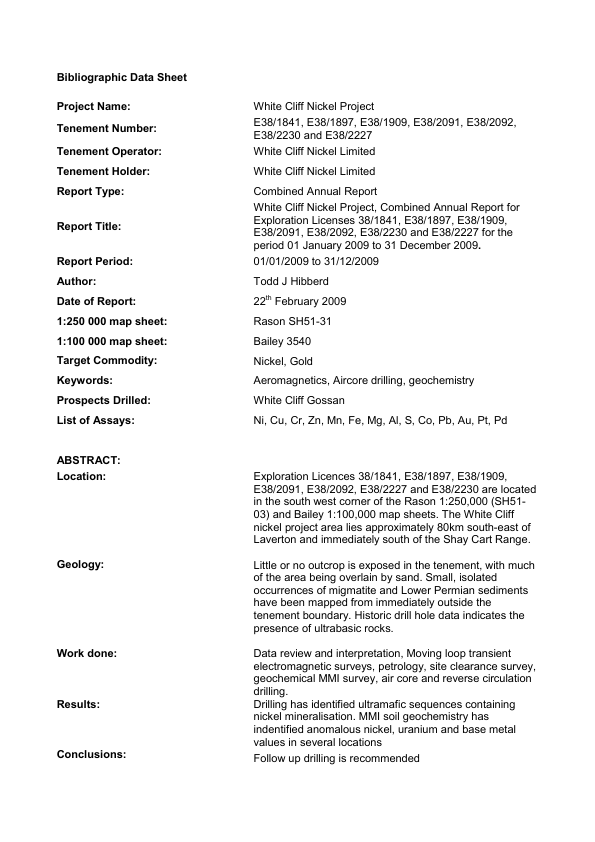 Bibliographic Data Sheet
Project Name: White Cliff Nickel Project
Tenement Number: E38/1841, E38/1897, E38/1909, E38/2091, E38/2092,
E38/2230 and E38/2227
Tenement Operator: White Cliff Nickel Limited
Tenement Holder: White Cliff Nickel Limited
Report Type: Combined Annual Report
Report Title: White Cliff Nickel Project, Combined Annual Report for
Exploration Licenses 38/1841, E38/1897, E38/1909,
E38/2091, E38/2092, E38/2230 and E38/2227 for the
period 01 January 2009 to 31 December 2009.
Report Period: 01/01/2009 to 31/12/2009
Author: Todd J Hibberd
Date of Report: 22th February 2009
1:250 000 map sheet: Rason SH51-31
1:100 000 map sheet: Bailey 3540
Target Commodity: Nickel, Gold
Keywords: Aeromagnetics, Aircore drilling, geochemistry
Prospects Drilled: White Cliff Gossan
List of Assays: Ni, Cu, Cr, Zn, Mn, Fe, Mg, Al, S, Co, Pb, Au, Pt, Pd
ABSTRACT:
Location: Exploration Licences 38/1841, E38/1897, E38/1909,
E38/2091, E38/2092, E38/2227 and E38/2230 are located
in the south west corner of the Rason 1:250,000 (SH51-
03) and Bailey 1:100,000 map sheets. The White Cliff
nickel project area lies approximately 80km south-east of
Laverton and immediately south of the Shay Cart Range.
Geology: Little or no outcrop is exposed in the tenement, with much
of the area being overlain by sand. Small, isolated
occurrences of migmatite and Lower Permian sediments
have been mapped from immediately outside the
tenement boundary. Historic drill hole data indicates the
presence of ultrabasic rocks.
Work done: Data review and interpretation, Moving loop transient
electromagnetic surveys, petrology, site clearance survey,
geochemical MMI survey, air core and reverse circulation
drilling.
Results: Drilling has identified ultramafic sequences containing
nickel mineralisation. MMI soil geochemistry has
indentified anomalous nickel, uranium and base metal
values in several locations
Conclusions: Follow up drilling is recommended